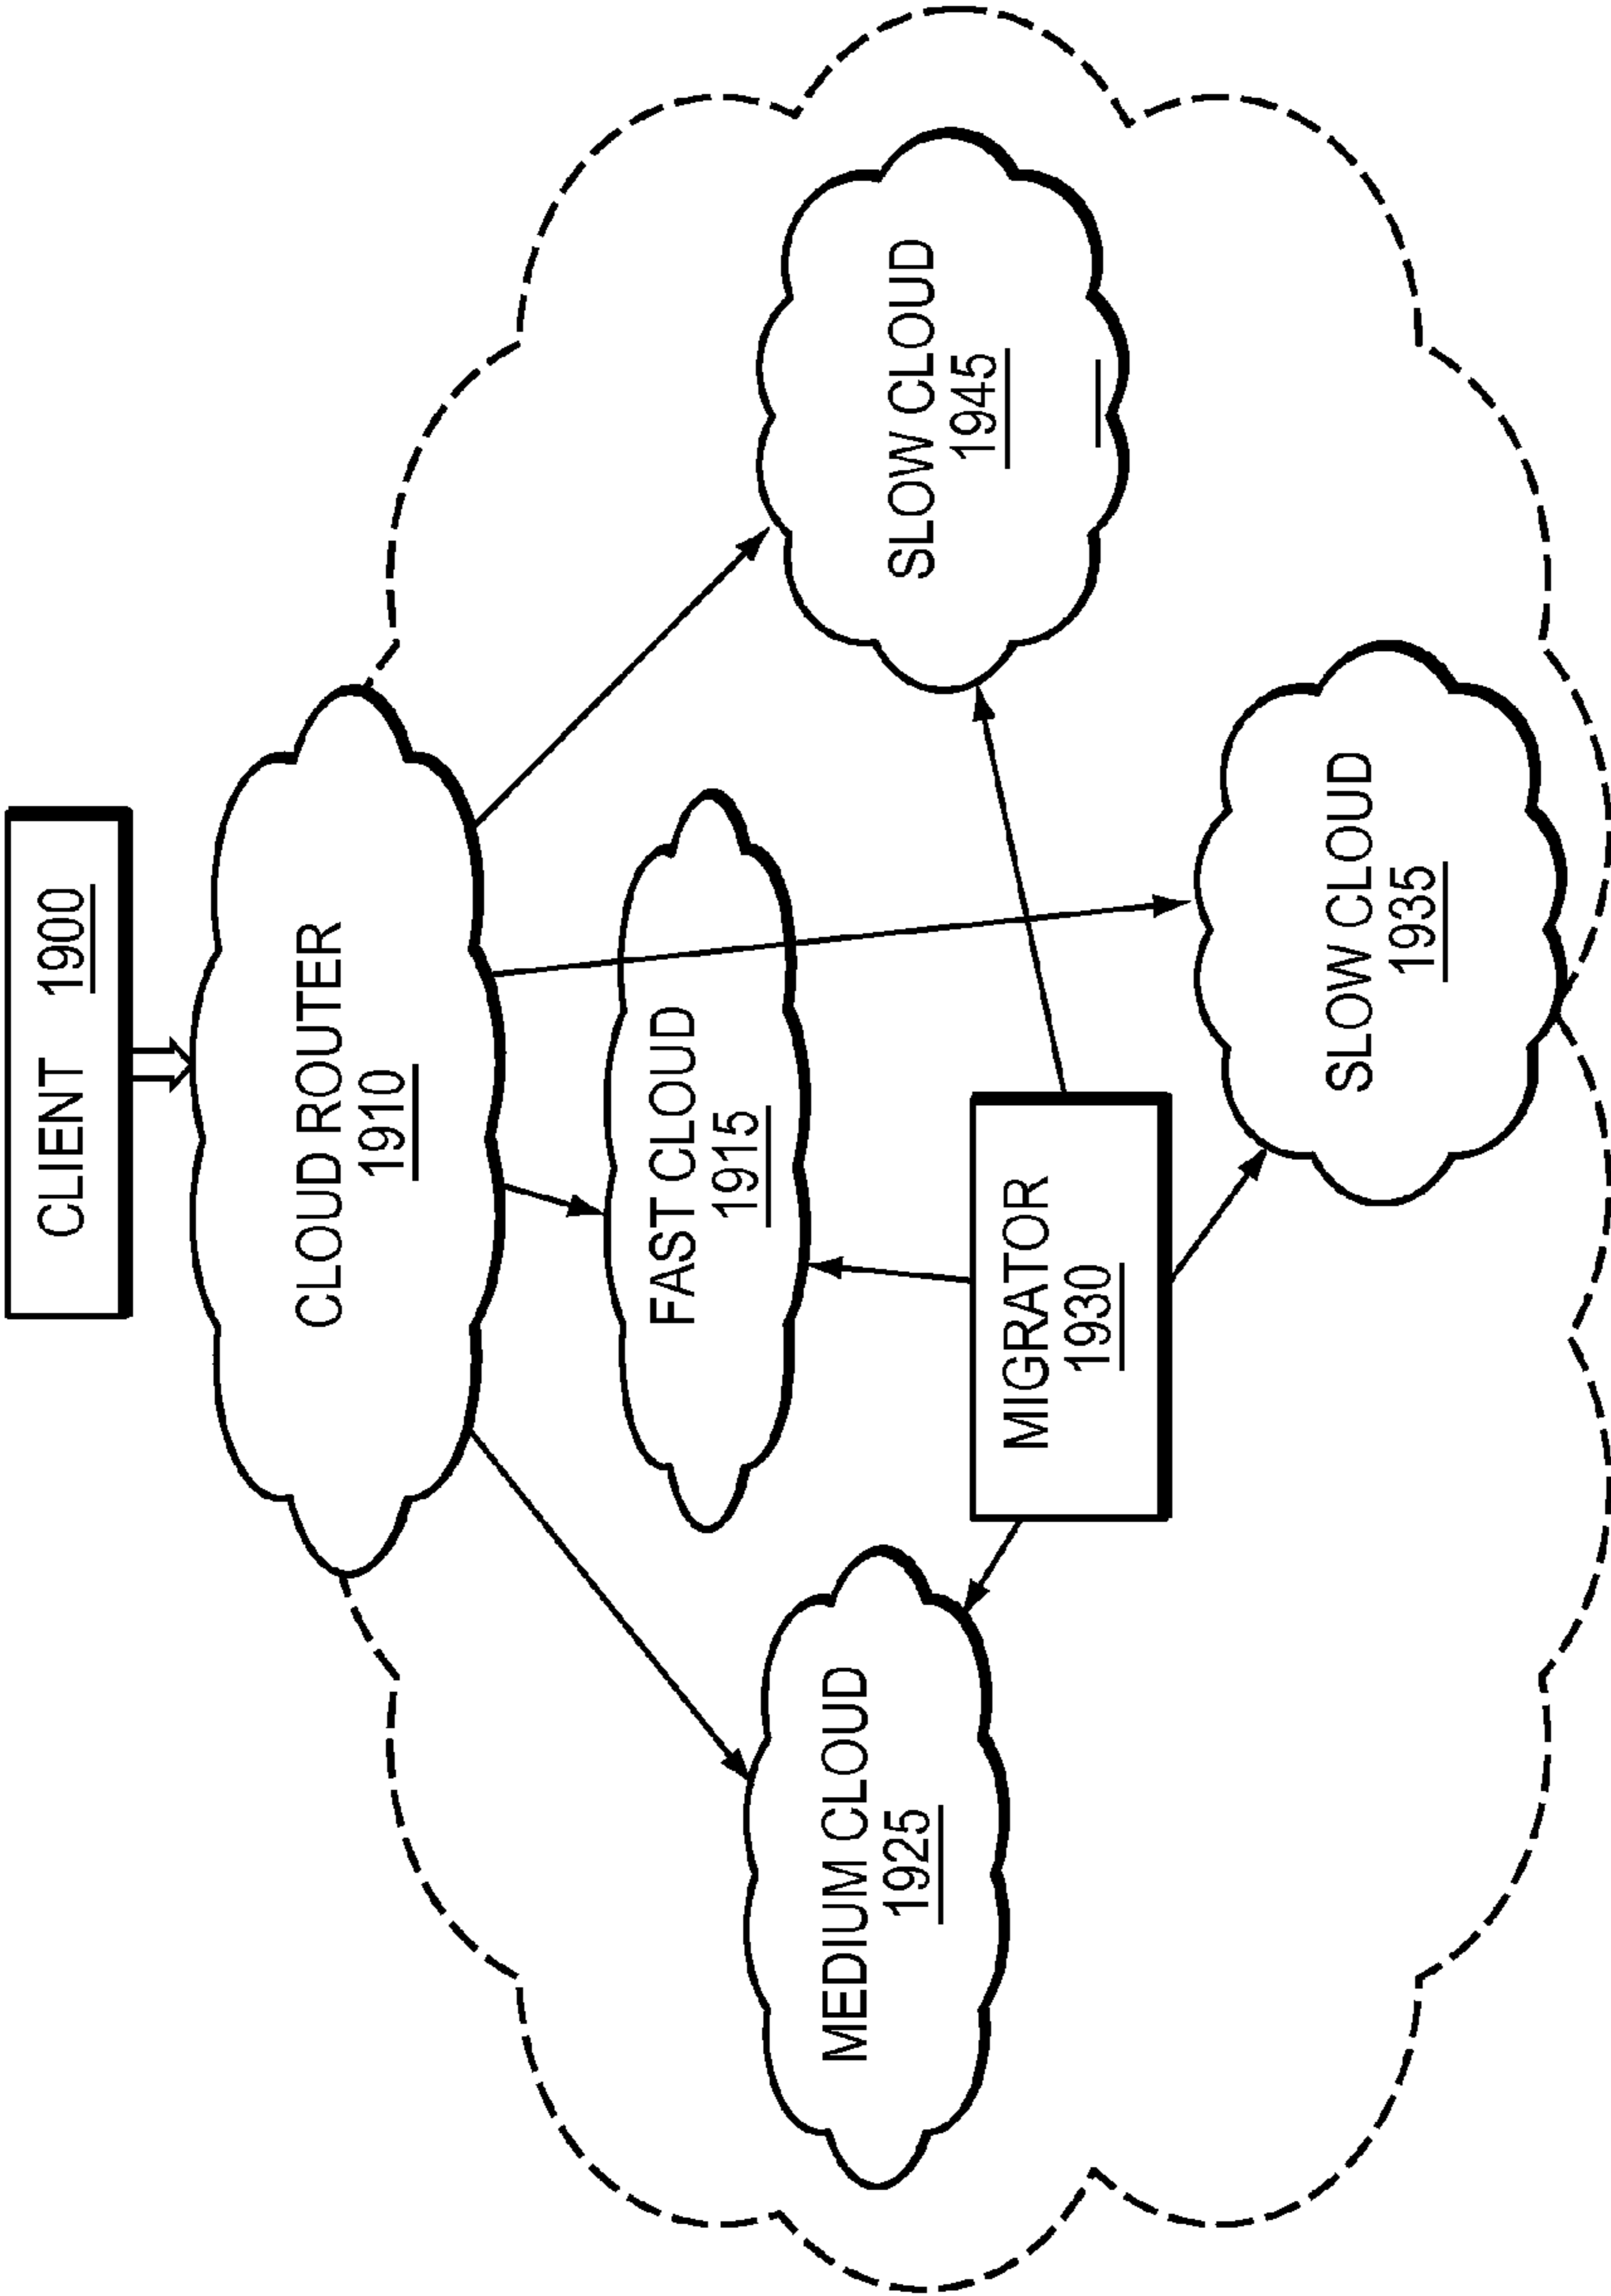 CLIENT 1900
CLOUD ROUTER
1910
FAST CLOUD
1915
MEDIUM CLOUD
1925
SLOW CLOUD
1945
MIGRATOR
1930
SLOW CLOUD
1935